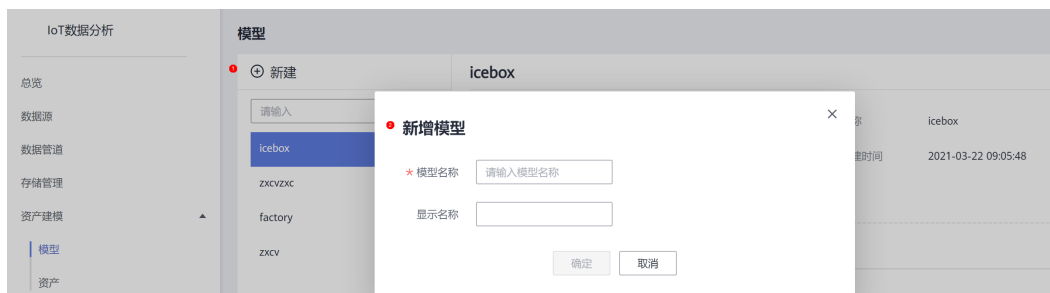 IoT数据分析
总览
数据源
数据管道
存储管理
资产建模
模型
资产
模型
1
新建
请输入
icebox
zxcvzxc
factory
zxcv
icebox
icebox
建时间 2021-03-22 09:05:48
2
新增模型
* 模型名称 请输入模型名称
显示名称
确定 取消